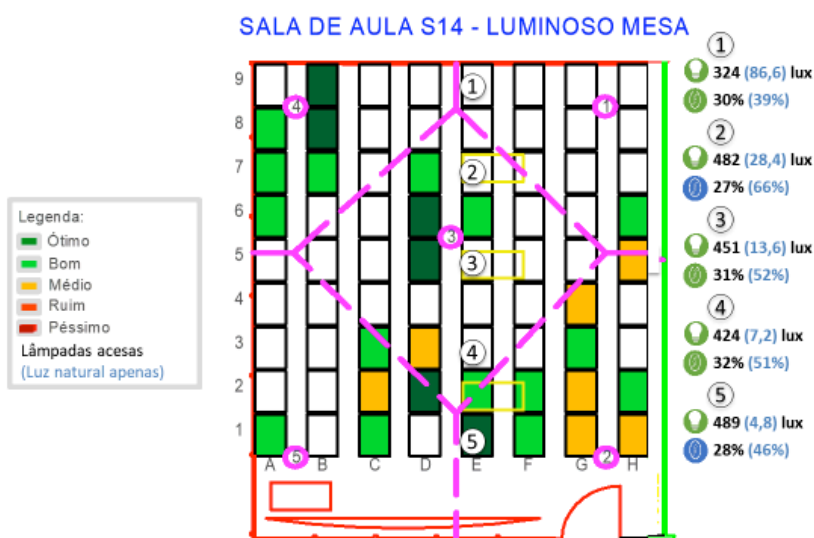 SALA DE AULA S14 - LUMINOSO MESA
1
324 (86,6) lux
30% (39%)
2
482 (28,4) lux
27% (66%)
3
451 (13,6) lux
31% (52%)
4
424 (7,2) lux
32% (51%)
5
489 (4,8) lux
28% (46%)
Legenda:
Ótimo
Bom
Médio
Ruim
Péssimo
Lâmpadas acesas
(Luz natural apenas)
9
8
7
6
5
4
3
2
1
1
4
1
2
3
3
4
5
5
2
A B C D E F G H